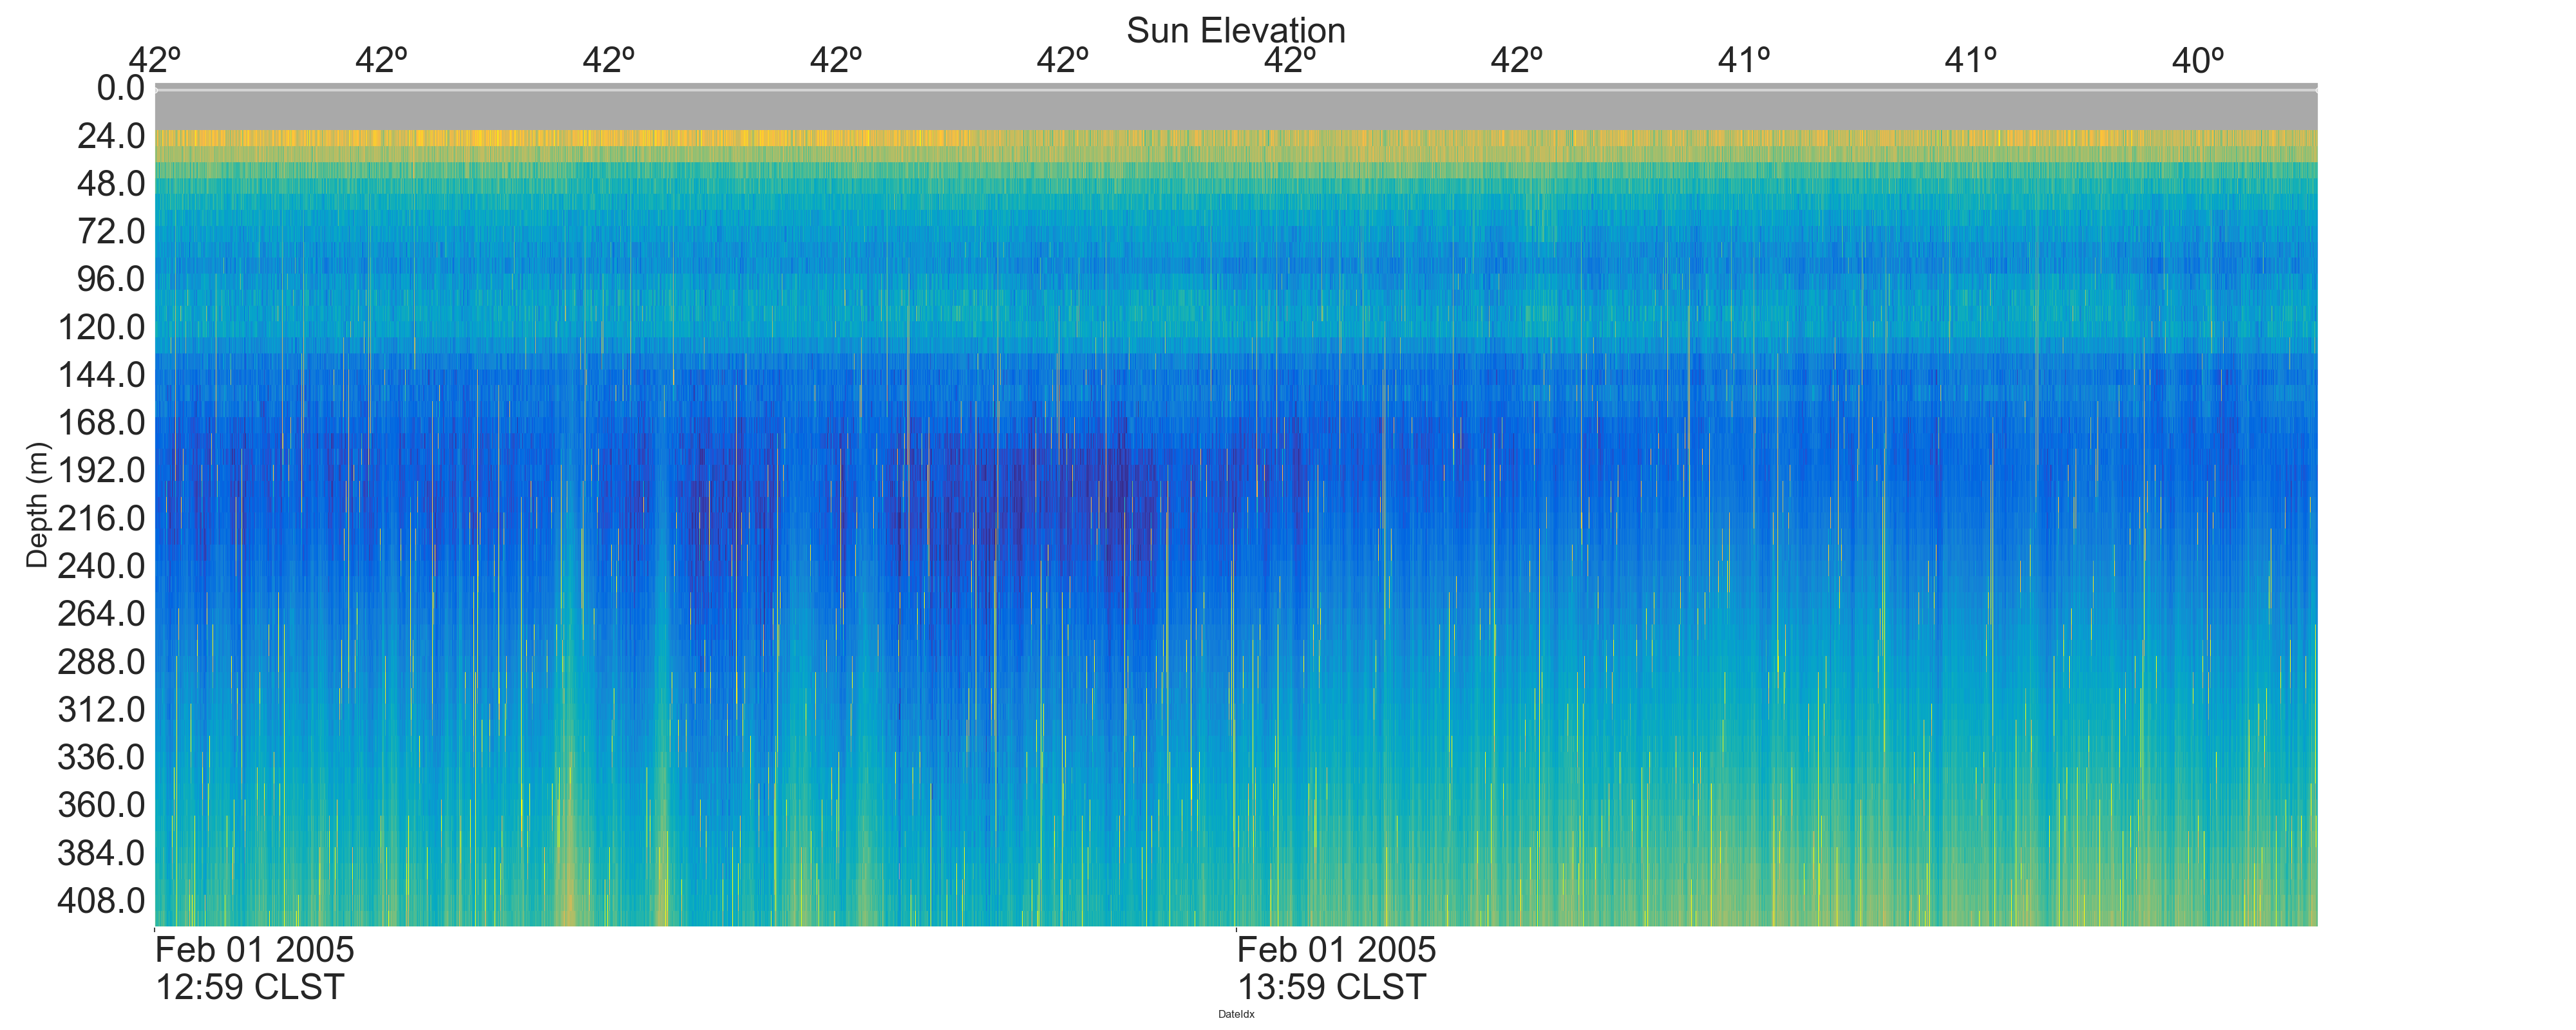 Sun Elevation
42º 42º 42º 42º 42º 42º 42º 41º 41º 40º
0.0
24.0
48.0
72.0
96.0
120.0
144.0
168.0
192.0
216.0
240.0
264.0
288.0
312.0
336.0
360.0
384.0
408.0
Depth (m)
Feb 01 2005
12:59 CLST
Feb 01 2005
13:59 CLST
DateIdx